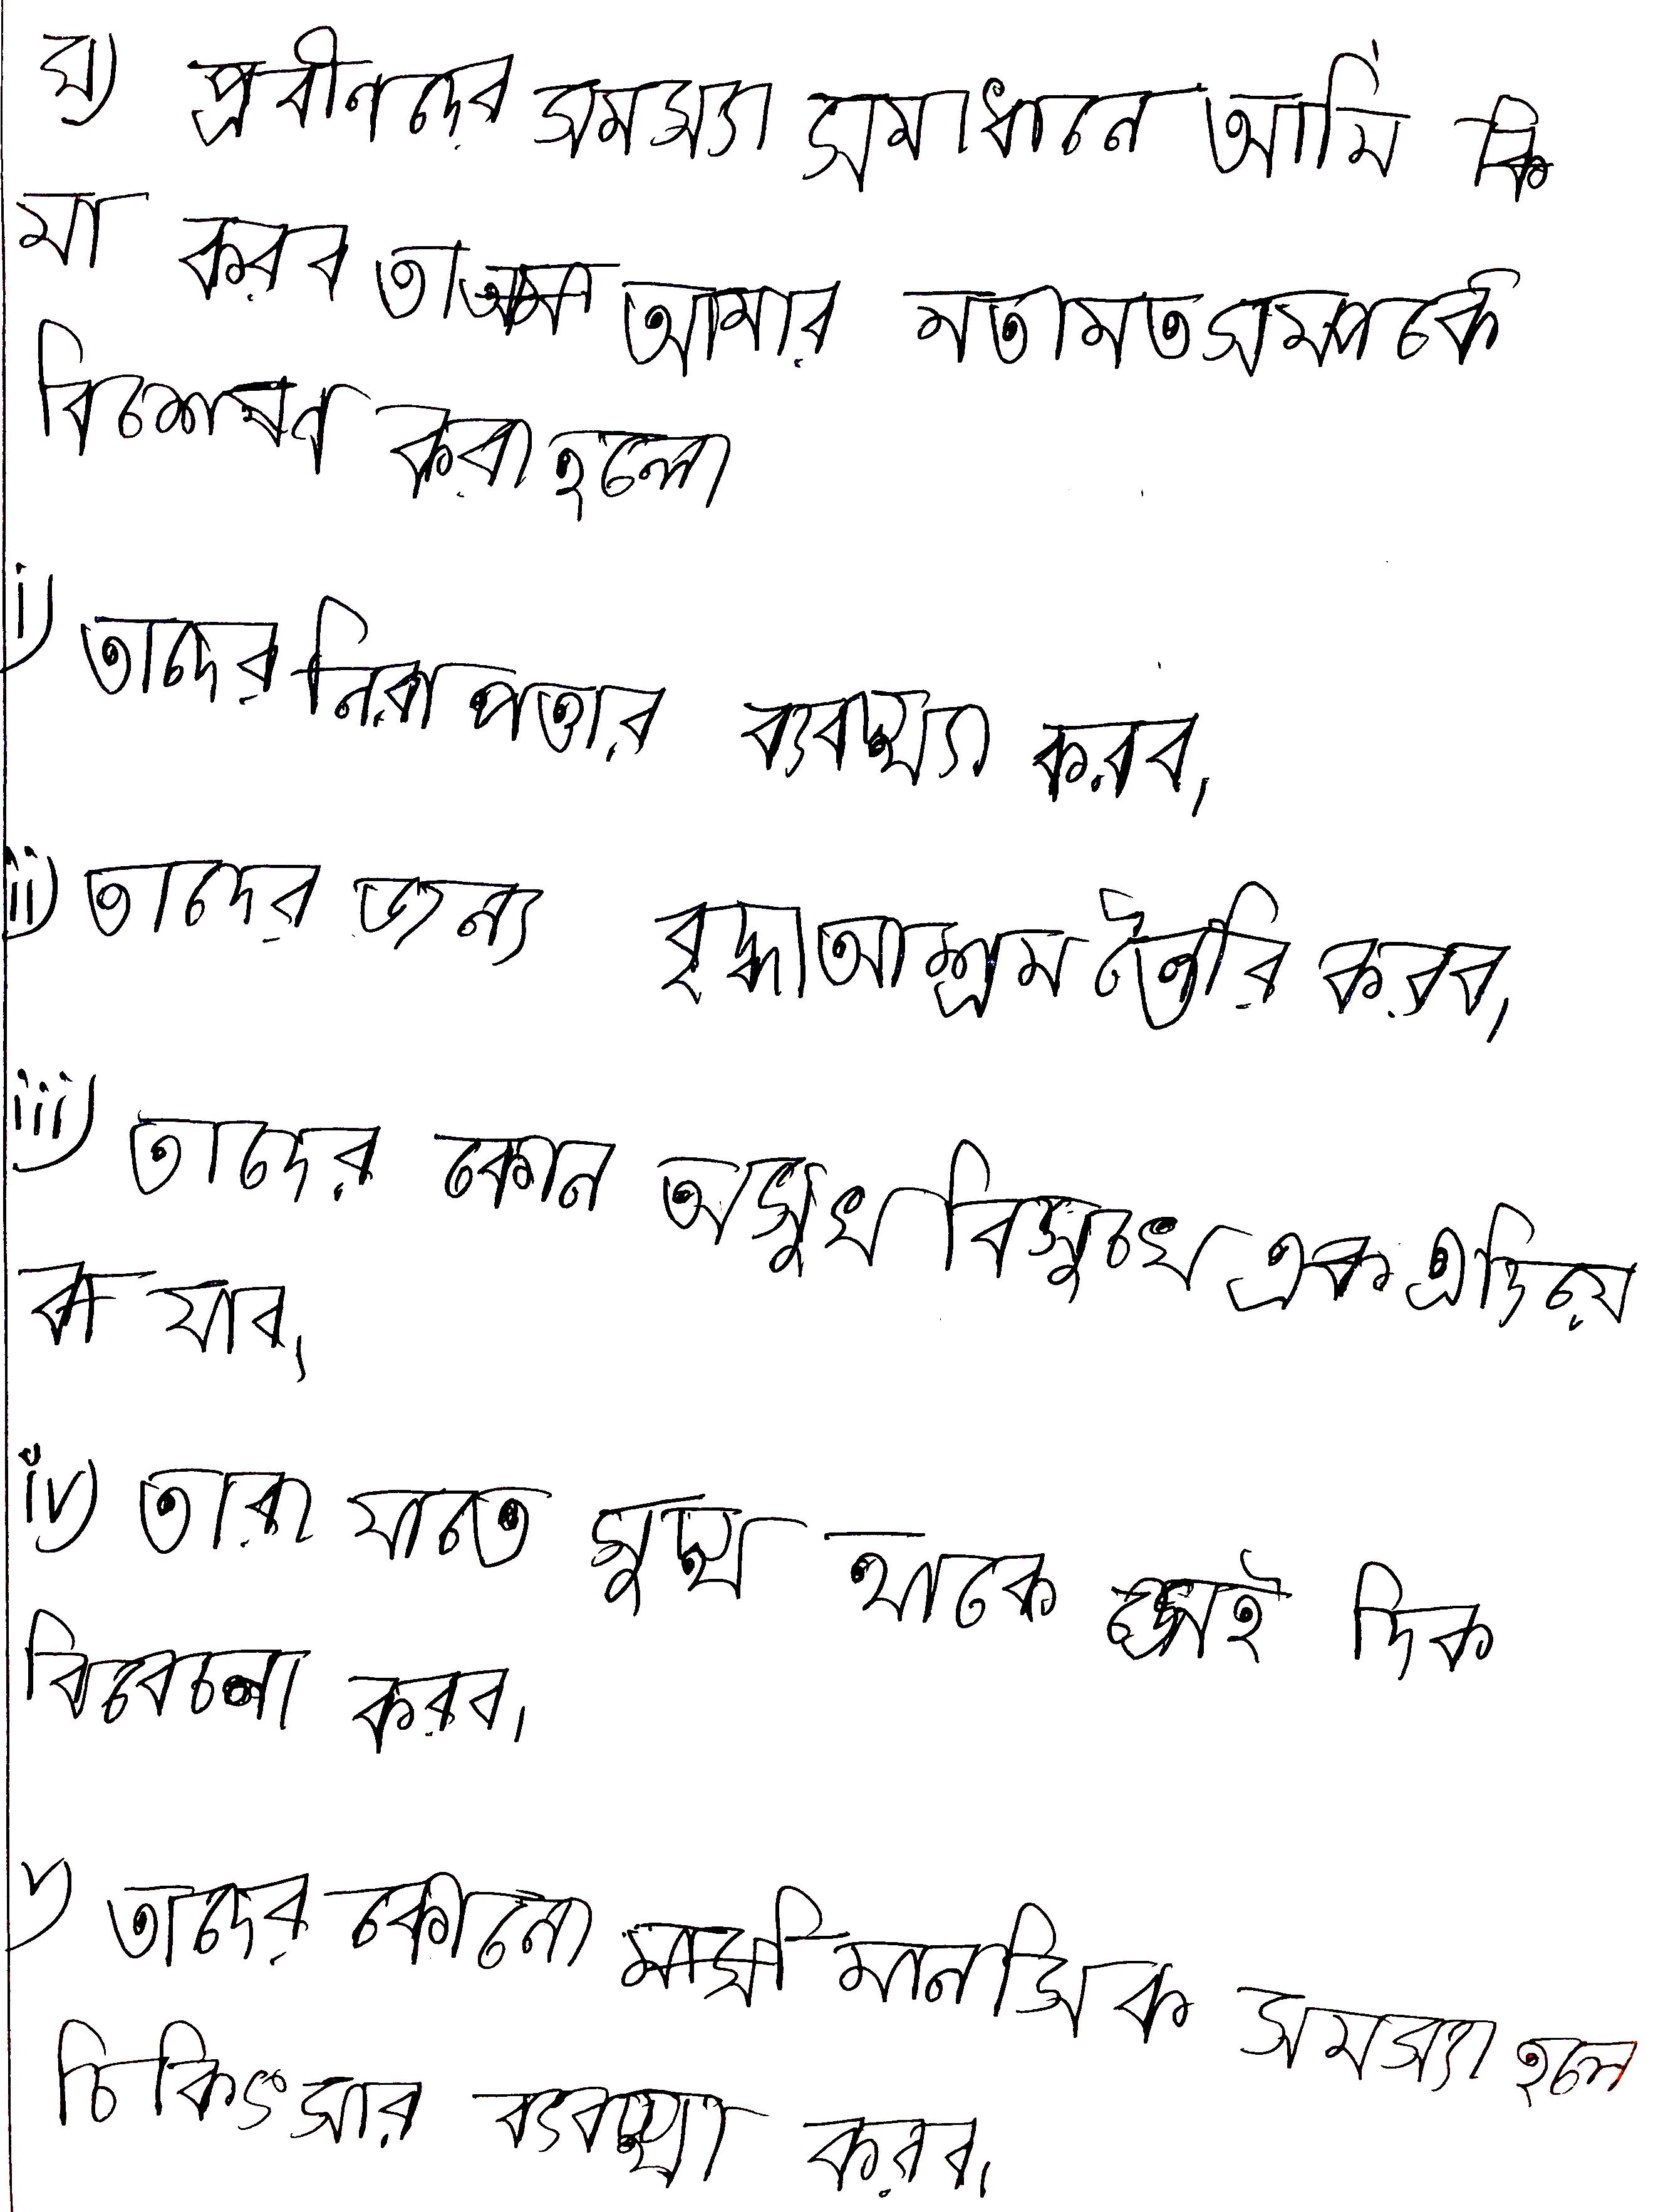 ঘ) প্রবীণদের সমস্যা সমাধানে আমি কি
যা করব তা আমার মতামত সম্পর্কে
বিশ্লেষণ করা হলো
i) তাদের নিরাপত্তার ব্যবস্থ্যা করব।
ii) তাদের জন্য বৃদ্ধাআশ্রম তৈরি করব।
iii) তাদের কোন অসুখ বিসুখে এক এগিয়ে
যাব।
iv) তারা যাতে সুস্থ থাকে সেই দিক
বিবেচনা করব।
v) তাদের কোনো মানসিক সমস্যা হলে
চিকিৎসার ব্যবস্থা করব।